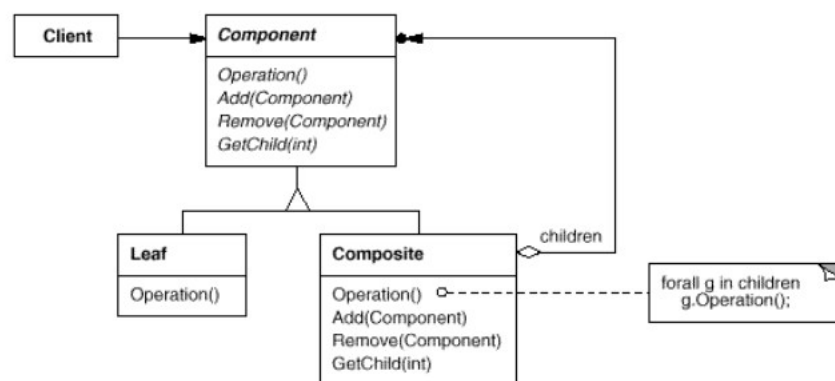 Client
Component
Operation()
Add(Component)
Remove(Component)
GetChild(int)
Leaf
Operation()
Composite
Operation()
Add(Component)
Remove(Component)
GetChild(int)
children
forall g in children
g.Operation();